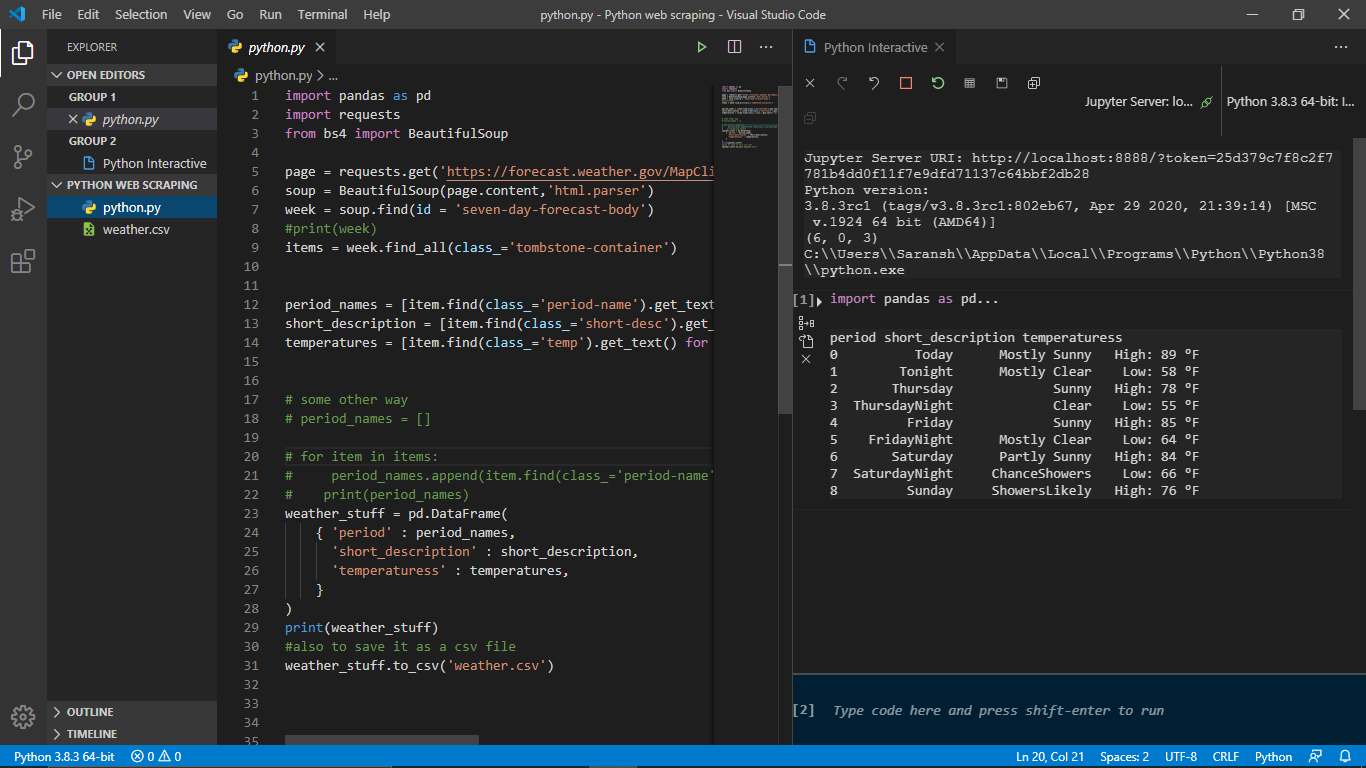 File Edit Selection View Go Run Terminal Help python.py - Python web scraping - Visual Studio Code
EXPLORER
OPEN EDITORS
GROUP 1
python.py
GROUP 2
Python Interactive
PYTHON WEB SCRAPING
python.py
weather.csv
OUTLINE
TIMELINE
python.py
python.py > ...
1 import pandas as pd
2 import requests
3 from bs4 import BeautifulSoup
4
5 page = requests.get('https://forecast.weather.gov/MapCli
6 soup = BeautifulSoup(page.content,'html.parser')
7 week = soup.find(id = 'seven-day-forecast-body')
8 #print(week)
9 items = week.find_all(class_='tombstone-container')
10
11
12 period_names = [item.find(class_='period-name').get_text
13 short_description = [item.find(class_='short-desc').get_
14 temperatures = [item.find(class_='temp').get_text() for
15
16
17 # some other way
18 # period_names = []
19
20 # for item in items:
21 #     period_names.append(item.find(class_='period-name'
22 #    print(period_names)
23 weather_stuff = pd.DataFrame(
24     { 'period' : period_names,
25       'short_description' : short_description,
26       'temperaturess' : temperatures,
27     }
28 )
29 print(weather_stuff)
30 #also to save it as a csv file
31 weather_stuff.to_csv('weather.csv')
32
33
34
35
Python Interactive
Jupyter Server: lo... Python 3.8.3 64-bit: I...
Jupyter Server URI: http://localhost:8888/?token=25d379c7f8c2f7
781b4dd0f11f7e9dfd71137c64bbf2db28
Python version:
3.8.3rc1 (tags/v3.8.3rc1:802eb67, Apr 29 2020, 21:39:14) [MSC
v.1924 64 bit (AMD64)]
(6, 0, 3)
C:\\Users\\Saransh\\AppData\\Local\\Programs\\Python\\Python38
\\python.exe
[1] import pandas as pd...
period short_description temperaturess
0 Today Mostly Sunny High: 89 °F
1 Tonight Mostly Clear Low: 58 °F
2 Thursday Sunny High: 78 °F
3 ThursdayNight Clear Low: 55 °F
4 Friday Sunny High: 85 °F
5 FridayNight Mostly Clear Low: 64 °F
6 Saturday Partly Sunny High: 84 °F
7 SaturdayNight ChanceShowers Low: 66 °F
8 Sunday ShowersLikely High: 76 °F
[2] Type code here and press shift-enter to run
Python 3.8.3 64-bit 0 0 Ln 20, Col 21 Spaces: 2 UTF-8 CRLF Python